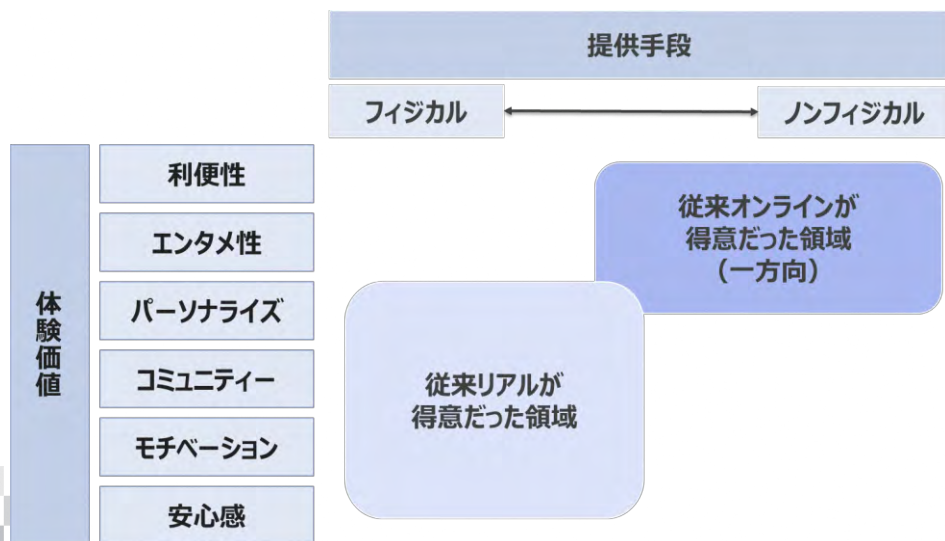 提供手段
フィジカル
ノンフィジカル
体験価値
利便性
エンタメ性
パーソナライズ
コミュニティー
モチベーション
安心感
従来オンラインが
得意だった領域
（一方向）
従来リアルが
得意だった領域